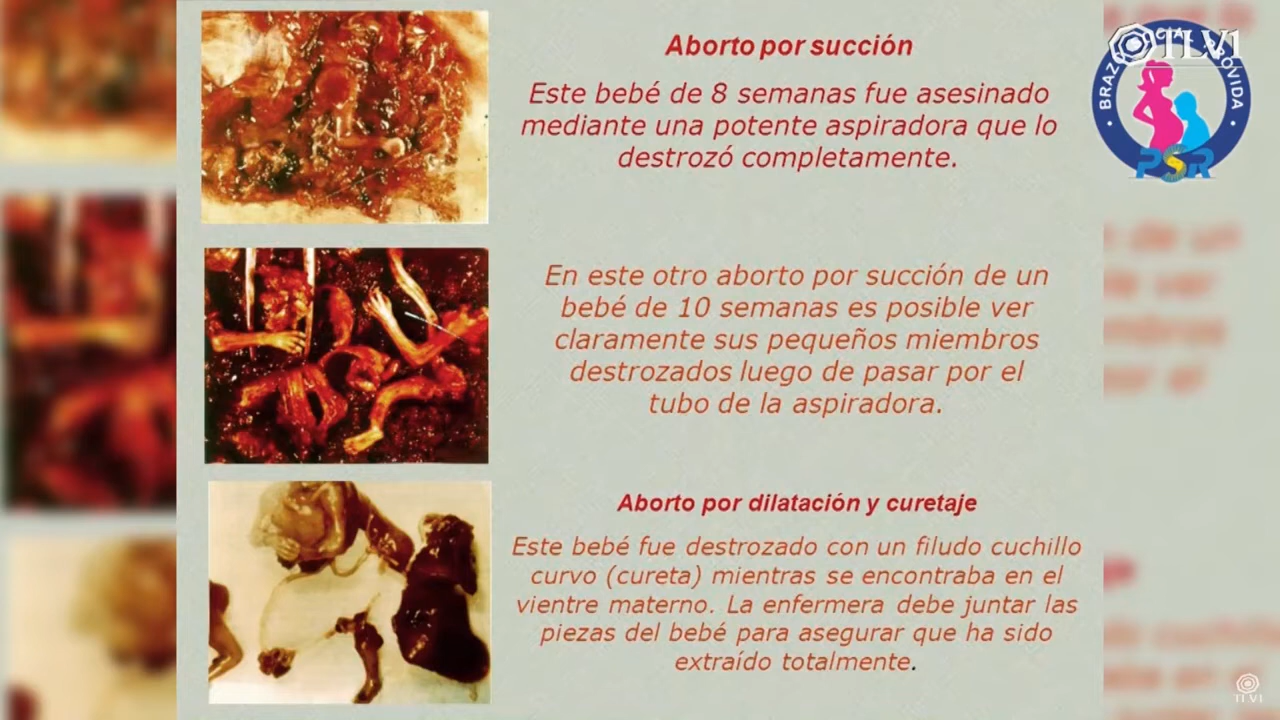 Aborto por succión
Este bebé de 8 semanas fue asesinado
mediante una potente aspiradora que lo
destrozó completamente.
En este otro aborto por succión de un
bebé de 10 semanas es posible ver
claramente sus pequeños miembros
destrozados luego de pasar por el
tubo de la aspiradora.
Aborto por dilatación y curetaje
Este bebé fue destrozado con un filudo cuchillo
curvo (cureta) mientras se encontraba en el
vientre materno. La enfermera debe juntar las
piezas del bebé para asegurar que ha sido
extraído totalmente.
TLV1
PSR
TLV1